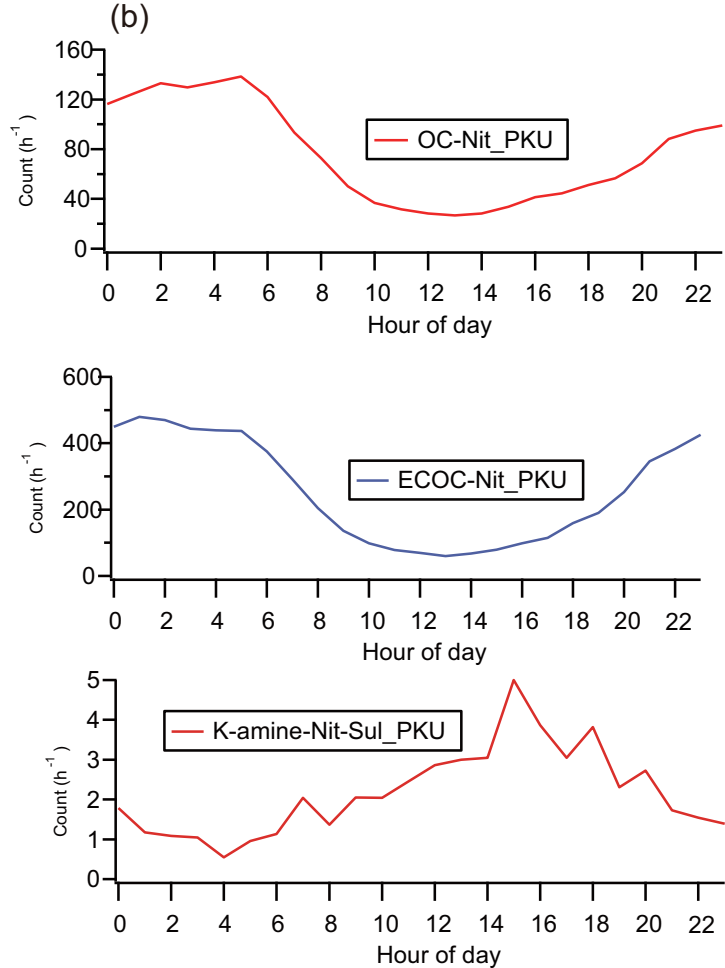 (b)
160
120
80
40
0
Count (h⁻¹)
OC-Nit_PKU
0 2 4 6 8 10 12 14 16 18 20 22
Hour of day
600
400
200
0
Count (h⁻¹)
ECOC-Nit_PKU
0 2 4 6 8 10 12 14 16 18 20 22
Hour of day
5
4
3
2
1
0
Count (h⁻¹)
K-amine-Nit-Sul_PKU
0 2 4 6 8 10 12 14 16 18 20 22
Hour of day